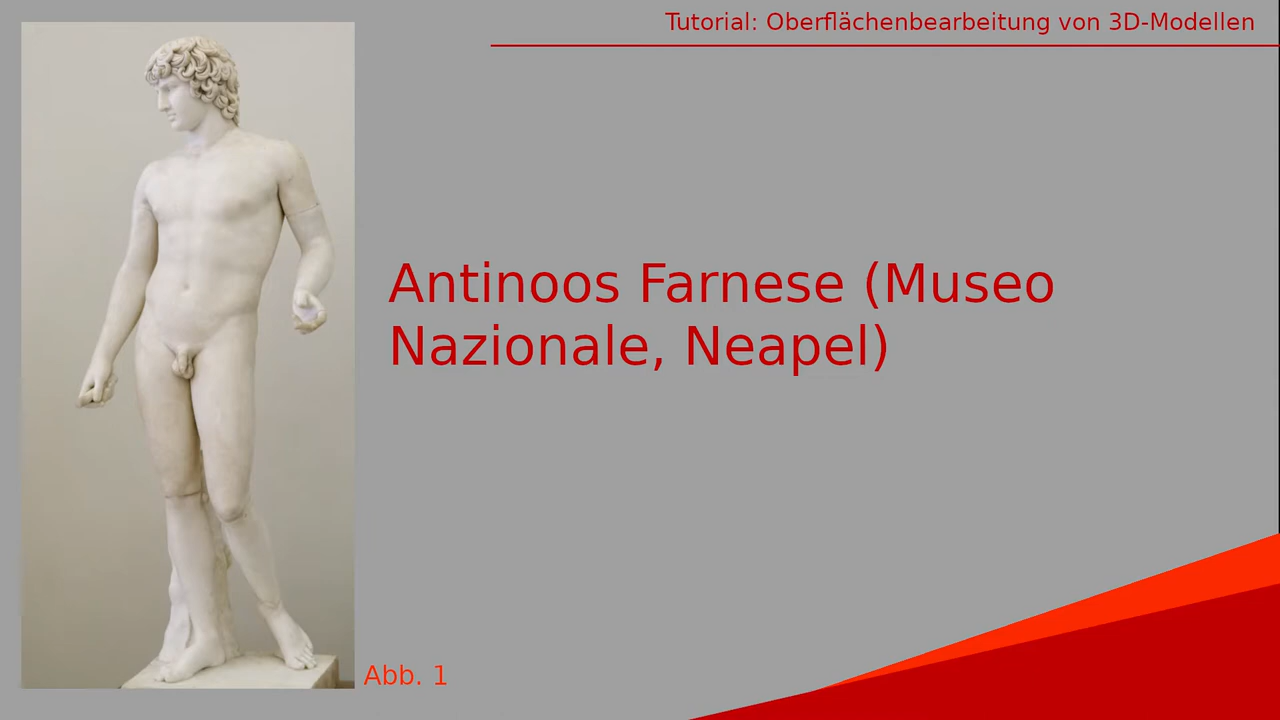 Tutorial: Oberflächenbearbeitung von 3D-Modellen
Antinoos Farnese (Museo
Nazionale, Neapel)
Abb. 1